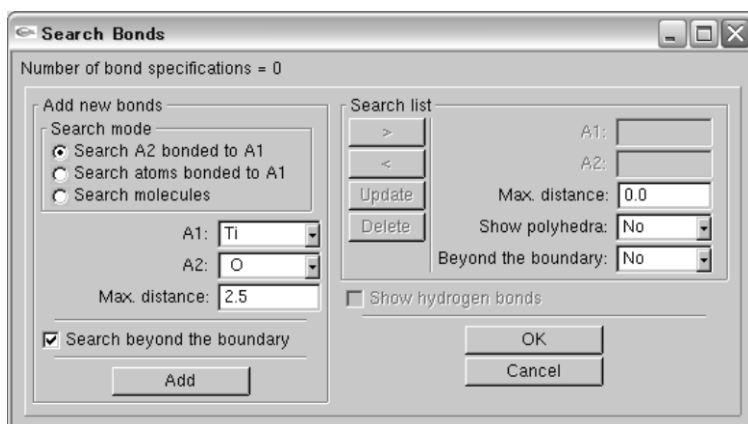 Search Bonds
Number of bond specifications = 0
Add new bonds
Search mode
Search A2 bonded to A1
Search atoms bonded to A1
Search molecules
A1: Ti
A2: O
Max. distance: 2.5
Search beyond the boundary
Add
Search list
> A1:
< A2:
Update Max. distance: 0.0
Delete Show polyhedra: No
Beyond the boundary: No
Show hydrogen bonds
OK
Cancel